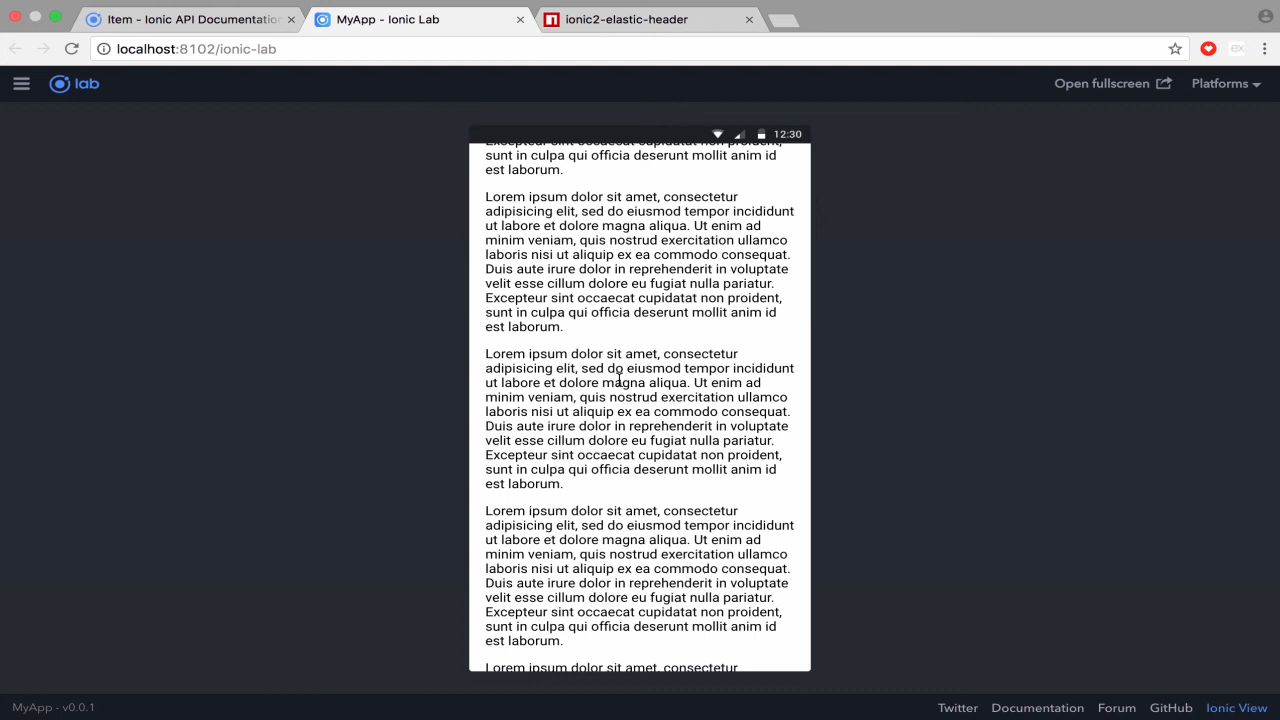 Item - Ionic API Documentation
MyApp - Ionic Lab
ionic2-elastic-header
localhost:8102/ionic-lab
ex
lab
Open fullscreen
Platforms
12:30
Excepteur sint occaecat cupidatat non proident,
sunt in culpa qui officia deserunt mollit anim id
est laborum.
Lorem ipsum dolor sit amet, consectetur
adipisicing elit, sed do eiusmod tempor incididunt
ut labore et dolore magna aliqua. Ut enim ad
minim veniam, quis nostrud exercitation ullamco
laboris nisi ut aliquip ex ea commodo consequat.
Duis aute irure dolor in reprehenderit in voluptate
velit esse cillum dolore eu fugiat nulla pariatur.
Excepteur sint occaecat cupidatat non proident,
sunt in culpa qui officia deserunt mollit anim id
est laborum.
Lorem ipsum dolor sit amet, consectetur
adipisicing elit, sed do eiusmod tempor incididunt
ut labore et dolore magna aliqua. Ut enim ad
minim veniam, quis nostrud exercitation ullamco
laboris nisi ut aliquip ex ea commodo consequat.
Duis aute irure dolor in reprehenderit in voluptate
velit esse cillum dolore eu fugiat nulla pariatur.
Excepteur sint occaecat cupidatat non proident,
sunt in culpa qui officia deserunt mollit anim id
est laborum.
Lorem ipsum dolor sit amet, consectetur
adipisicing elit, sed do eiusmod tempor incididunt
ut labore et dolore magna aliqua. Ut enim ad
minim veniam, quis nostrud exercitation ullamco
laboris nisi ut aliquip ex ea commodo consequat.
Duis aute irure dolor in reprehenderit in voluptate
velit esse cillum dolore eu fugiat nulla pariatur.
Excepteur sint occaecat cupidatat non proident,
sunt in culpa qui officia deserunt mollit anim id
est laborum.
Lorem ipsum dolor sit amet, consectetur
MyApp - v0.0.1
Twitter
Documentation
Forum
GitHub
Ionic View